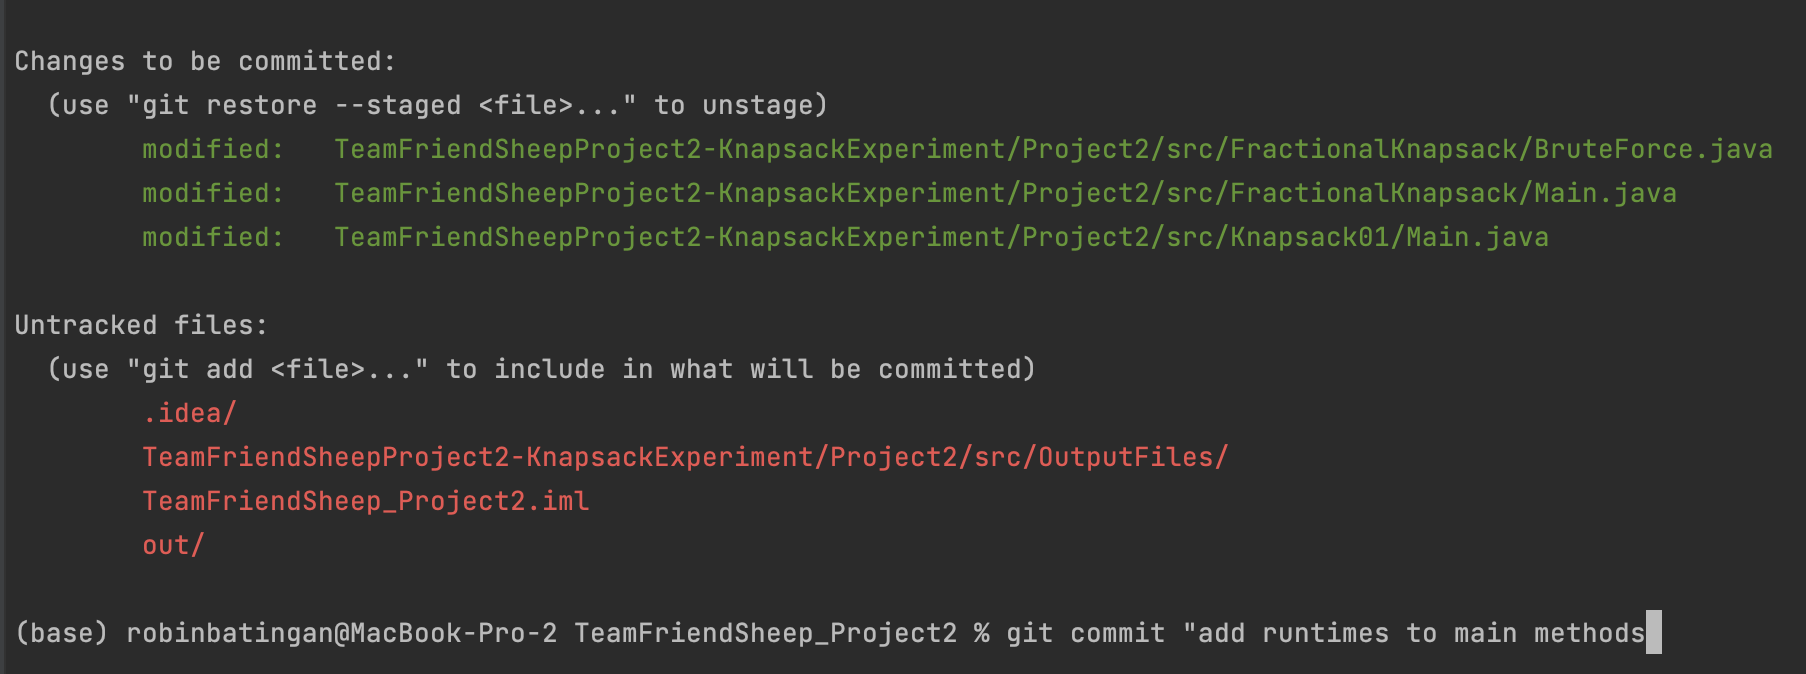 Changes to be committed:
  (use "git restore --staged <file>..." to unstage)
        modified:   TeamFriendSheepProject2-KnapsackExperiment/Project2/src/FractionalKnapsack/BruteForce.java
        modified:   TeamFriendSheepProject2-KnapsackExperiment/Project2/src/FractionalKnapsack/Main.java
        modified:   TeamFriendSheepProject2-KnapsackExperiment/Project2/src/Knapsack01/Main.java
Untracked files:
  (use "git add <file>..." to include in what will be committed)
        .idea/
        TeamFriendSheepProject2-KnapsackExperiment/Project2/src/OutputFiles/
        TeamFriendSheep_Project2.iml
        out/
(base) robinbatingan@MacBook-Pro-2 TeamFriendSheep_Project2 % git commit "add runtimes to main methods